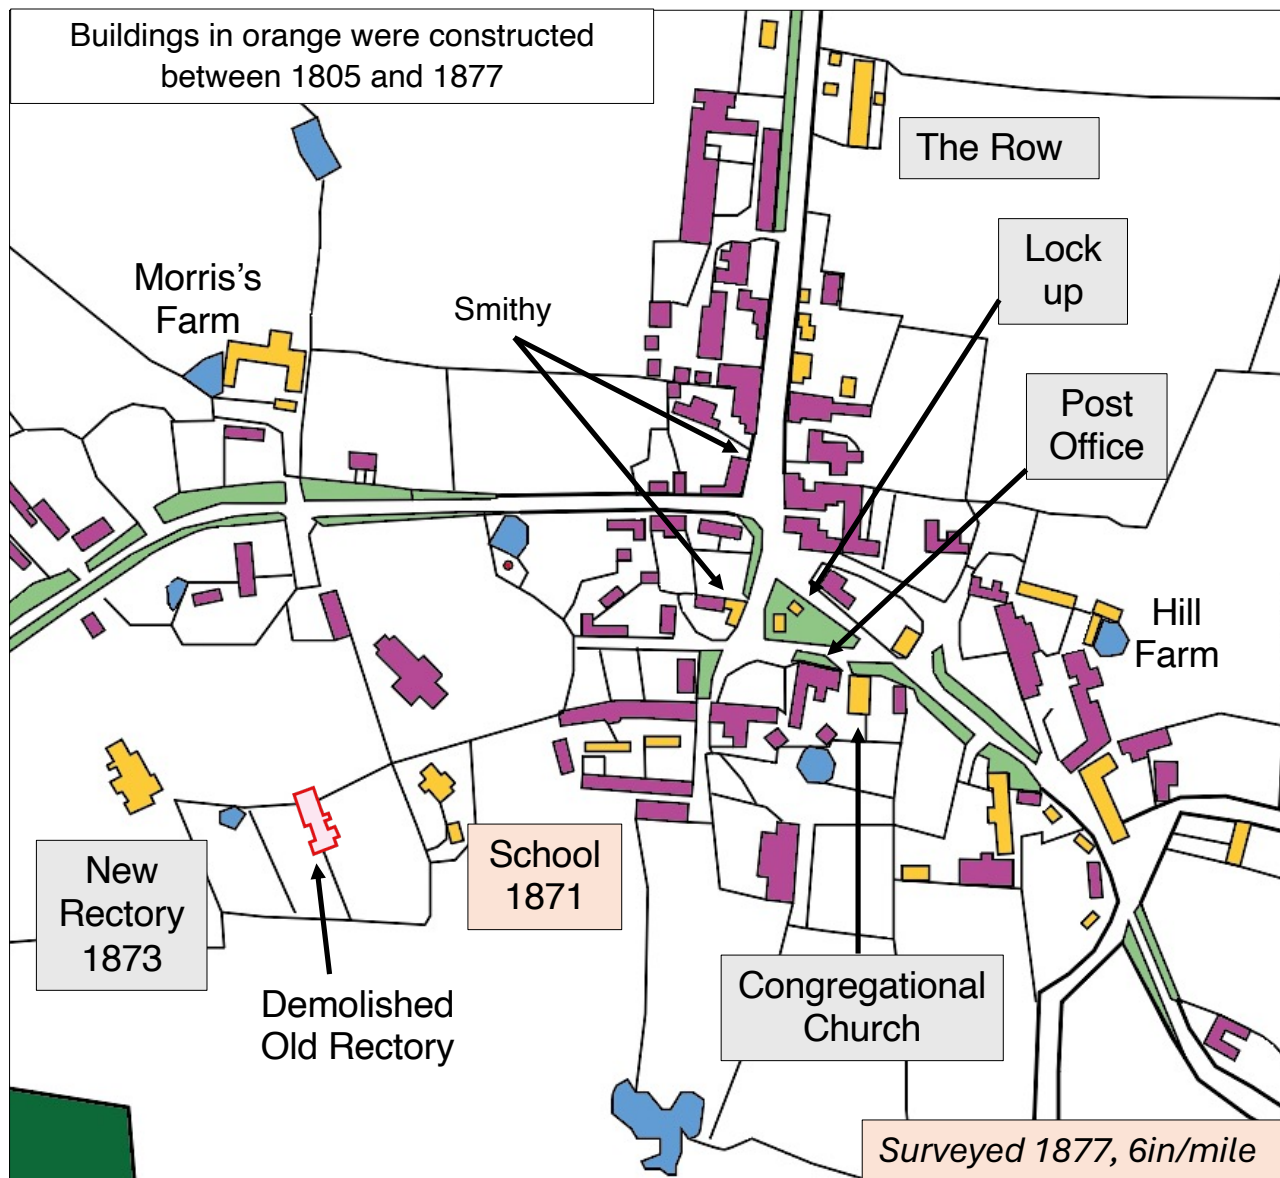 Buildings in orange were constructed
between 1805 and 1877
The Row
Lock
up
Morris's
Farm
Smithy
Post
Office
Hill
Farm
School
1871
New
Rectory
1873
Demolished
Old Rectory
Congregational
Church
Surveyed 1877, 6in/mile